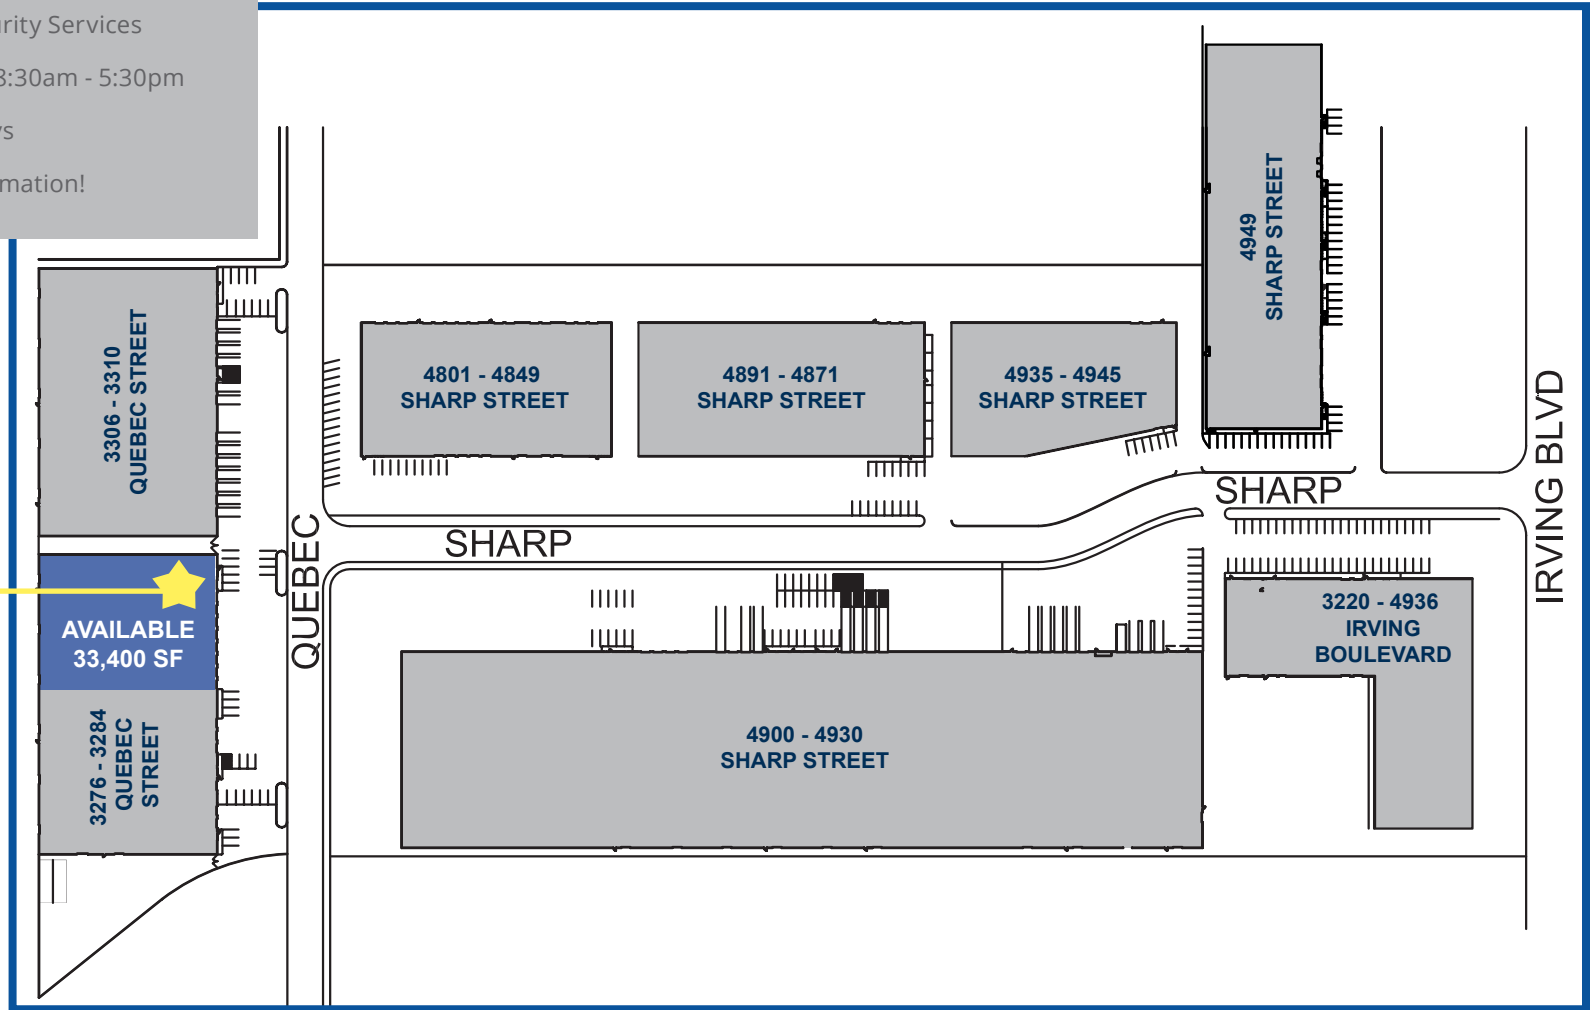 Services
8:30am - 5:30pm
3306 - 3310
QUEBEC STREET
4801 - 4849
SHARP STREET
4891 - 4871
SHARP STREET
4935 - 4945
SHARP STREET
4949
SHARP STREET
SHARP
SHARP
QUEBEC
IRVING BLVD
AVAILABLE
33,400 SF
3276 - 3284
QUEBEC
STREET
4900 - 4930
SHARP STREET
3220 - 4936
IRVING
BOULEVARD